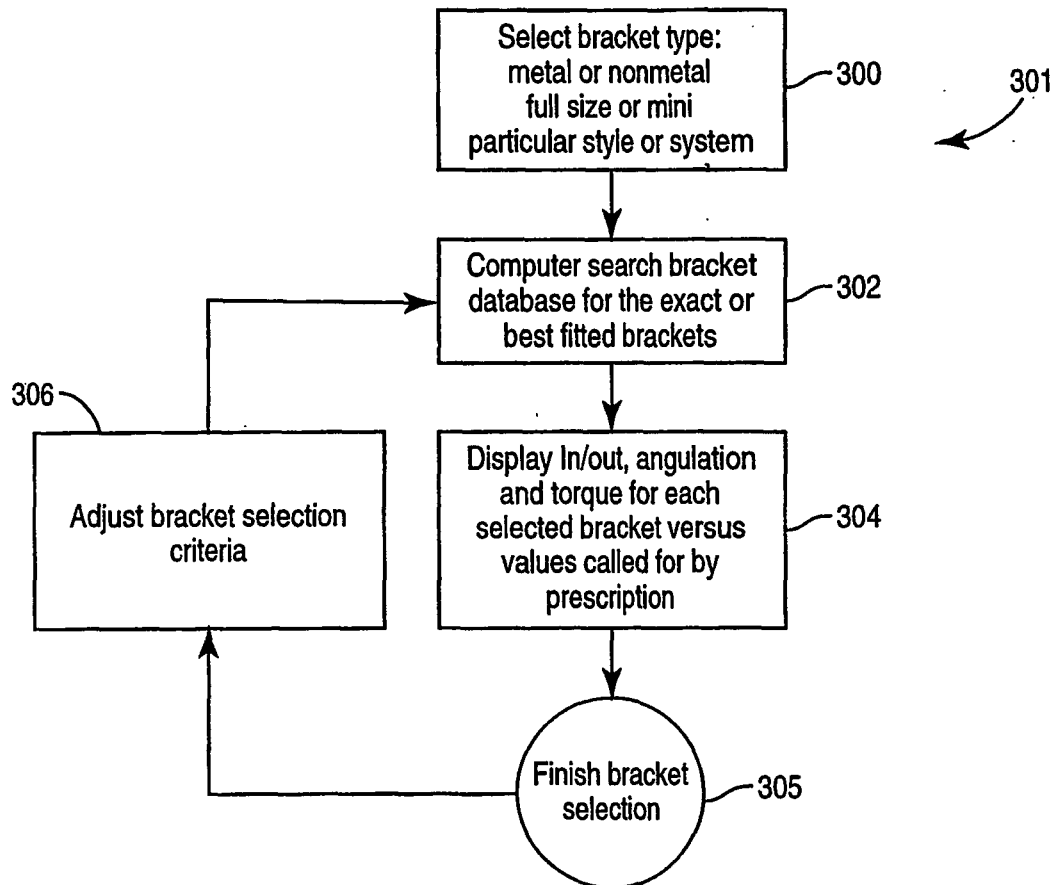 Select bracket type:
metal or nonmetal
full size or mini
particular style or system
300
301
Computer search bracket
database for the exact or
best fitted brackets
302
306
Adjust bracket selection
criteria
Display In/out, angulation
and torque for each
selected bracket versus
values called for by
prescription
304
Finish bracket
selection
305